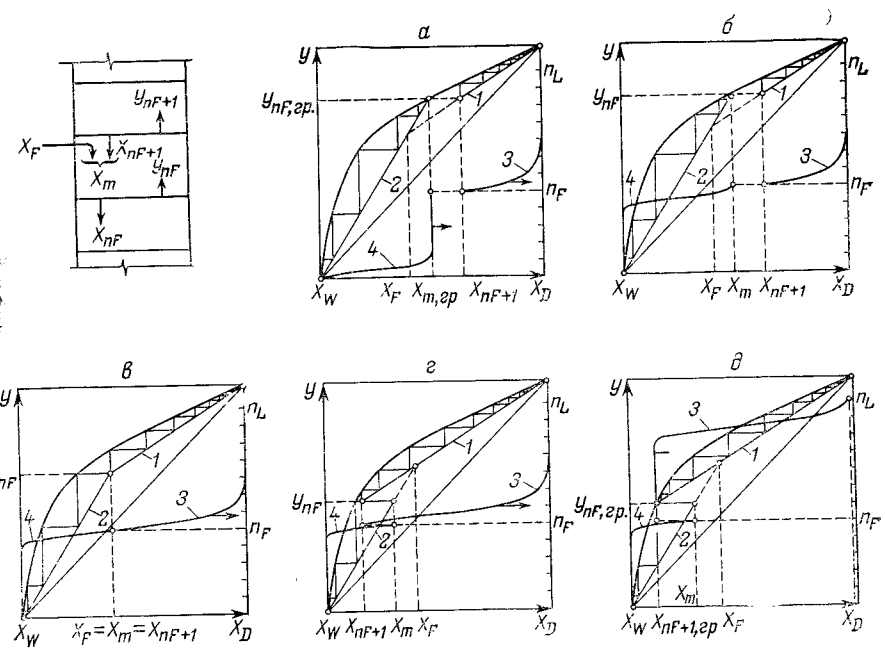 y_{nF+1}
X_F
X_{nF+1}
y_{nF}
X_m
X_{nF}
а
y
n_L
y_{nF,гр.}
1
3
2
n_F
4
X_W X_F X_{m,гр} X_{nF+1} X_D
б
y
n_L
y_{nF}
1
3
4
2
n_F
X_W X_F X_m X_{nF+1} X_D
в
y
n_L
nF
1
3
4
2
n_F
X_W X_F=X_m=X_{nF+1} X_D
г
y
n_L
1
y_{nF}
3
4
n_F
2
X_W X_{nF+1} X_m X_F X_D
д
y
3
n_L
1
y_{nF,гр.}
4
n_F
2
X_m
X_W X_{nF+1,гр} X_F X_D